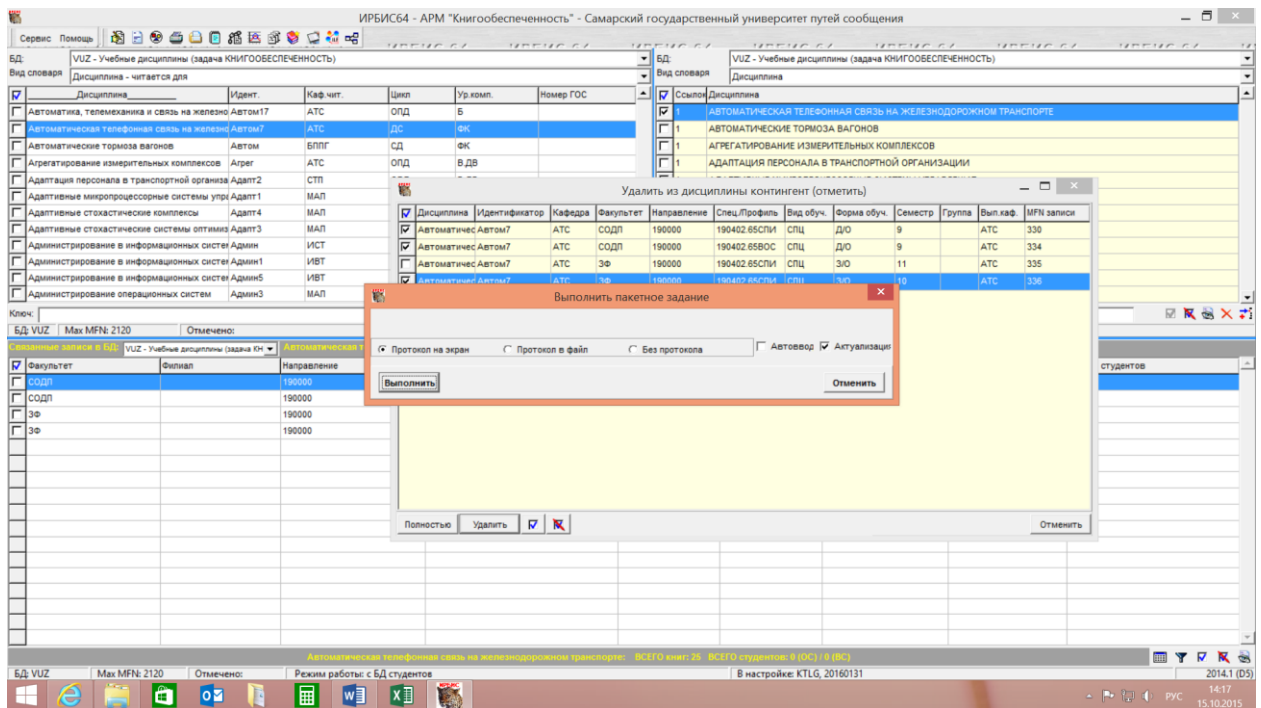 ИРБИС64 - АРМ "Книгообеспеченность" - Самарский государственный университет путей сообщения
Сервис Помощь
БД: VUZ - Учебные дисциплины (задача КНИГООБЕСПЕЧЕННОСТЬ)
Вид словаря Дисциплина - читается для
Дисциплина Идент. Каф.чит. Цикл Ур.комп. Номер ГОС
Автоматика, телемеханика и связь на железно Автом17 АТС ОПД Б
Автоматическая телефонная связь на железно Автом7 АТС ДС ФК
Автоматические тормоза вагонов Автом БППГ СД ФК
Агрегатирование измерительных комплексов Агрег АТС ОПД В.ДВ
Адаптация персонала в транспортной организа Адапт2 СТП
Адаптивные микропроцессорные системы упра Адапт1 МАП
Адаптивные стохастические комплексы Адапт4 МАП
Адаптивные стохастические системы оптимиз Адапт3 МАП
Администрирование в информационных систем Админ ИСТ
Администрирование в информационных систем Админ1 ИВТ
Администрирование в информационных систем Админ5 ИВТ
Администрирование операционных систем Админ3 МАП
Ключ:
БД: VUZ Max MFN: 2120 Отмечено:
БД: VUZ - Учебные дисциплины (задача КНИГООБЕСПЕЧЕННОСТЬ)
Вид словаря Дисциплина
Ссылок Дисциплина
1 АВТОМАТИЧЕСКАЯ ТЕЛЕФОННАЯ СВЯЗЬ НА ЖЕЛЕЗНОДОРОЖНОМ ТРАНСПОРТЕ
1 АВТОМАТИЧЕСКИЕ ТОРМОЗА ВАГОНОВ
1 АГРЕГАТИРОВАНИЕ ИЗМЕРИТЕЛЬНЫХ КОМПЛЕКСОВ
1 АДАПТАЦИЯ ПЕРСОНАЛА В ТРАНСПОРТНОЙ ОРГАНИЗАЦИИ
Удалить из дисциплины контингент (отметить)
Дисциплина Идентификатор Кафедра Факультет Направление Спец./Профиль Вид обуч. Форма обуч. Семестр Группа Вып.каф. MFN записи
Автоматичес Автом7 АТС СОДП 190000 190402.65СПИ СПЦ Д/О 9 АТС 330
Автоматичес Автом7 АТС СОДП 190000 190402.65ВОС СПЦ Д/О 9 АТС 334
Автоматичес Автом7 АТС ЗФ 190000 190402.65СПИ СПЦ З/О 11 АТС 335
Автоматичес Автом7 АТС ЗФ 190000 190402.65СПИ СПЦ З/О 10 АТС 336
Выполнить пакетное задание
Протокол на экран Протокол в файл Без протокола Автоввод Актуализация
Выполнить Отменить
Полностью Удалить Отменить
Связанные записи в БД: VUZ - Учебные дисциплины (задача КН Автоматическая т
Факультет Филиал Направление студентов
СОДП 190000
СОДП 190000
ЗФ 190000
ЗФ 190000
Автоматическая телефонная связь на железнодорожном транспорте: ВСЕГО книг: 25 ВСЕГО студентов: 0 (ОС) / 0 (ВС)
БД: VUZ Max MFN: 2120 Отмечено: Режим работы: с БД студентов В настройке: KTLG, 20160131 2014.1 (D5)
РУС 14:17
15.10.2015